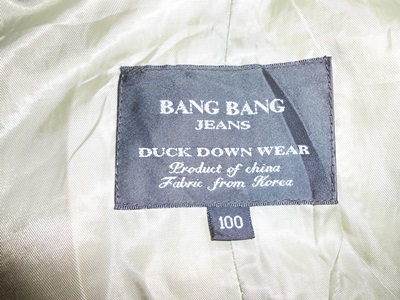 BANG BANG
JEANS
DUCK DOWN WEAR
Product of china
Fabric from Korea
100